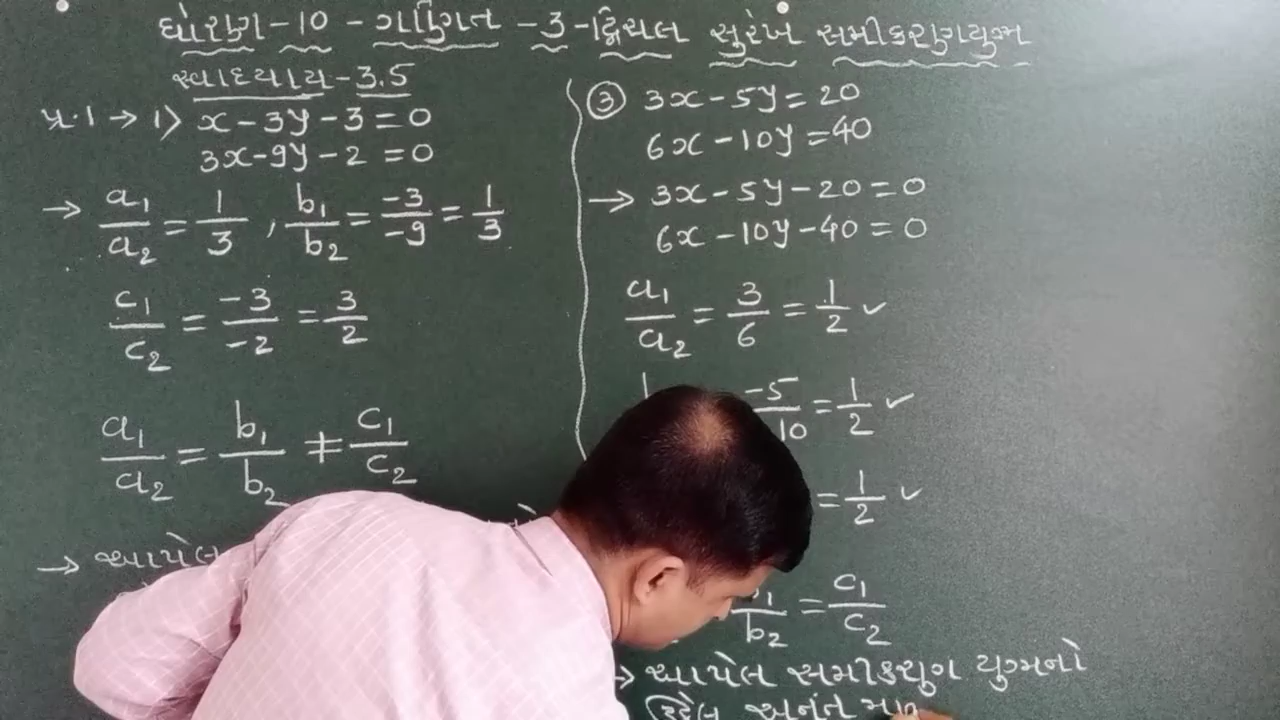 ધોરણ-10 - ગણિત -3-દ્વિચલ સુરેખ સમીકરણયુગ્મ
સ્વાધ્યાય-3.5
પ્ર.1 → 1) x - 3y - 3 = 0
3x - 9y - 2 = 0
→ a₁/a₂ = 1/3 , b₁/b₂ = -3/-9 = 1/3
c₁/c₂ = -3/-2 = 3/2
a₁/a₂ = b₁/b₂ ≠ c₁/c₂
→ આપેલ
③ 3x - 5y = 20
6x - 10y = 40
→ 3x - 5y - 20 = 0
6x - 10y - 40 = 0
a₁/a₂ = 3/6 = 1/2 ✓
-5/10 = 1/2 ✓
= 1/2 ✓
b₁/b₂ = c₁/c₂
→ આપેલ સમીકરણ યુગ્મનો
ઉકેલ અનંત